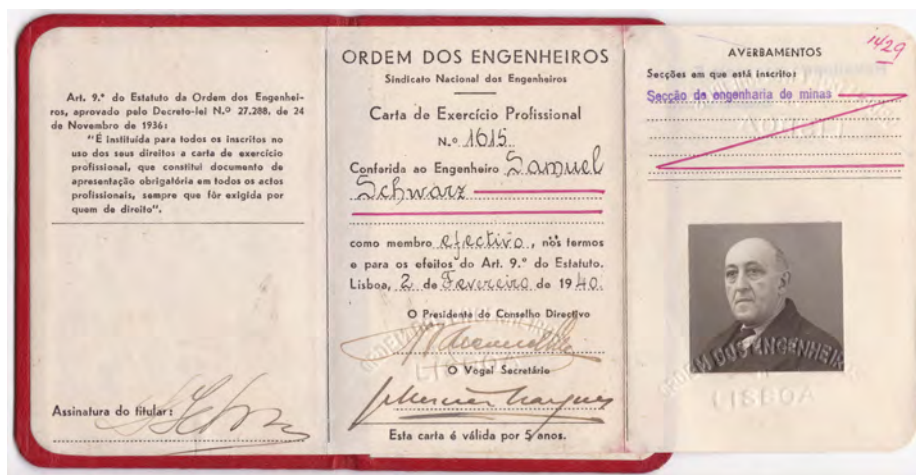 Art. 9.º do Estatuto da Ordem dos Engenhei-
ros, aprovado pelo Decreto-lei N.º 27.288, de 24
de Novembro de 1936:
"É instituída para todos os inscritos no
uso dos seus direitos a carta de exercício
profissional, que constitui documento de
apresentação obrigatória em todos os actos
profissionais, sempre que fôr exigida por
quem de direito".
Assinatura do titular:
ORDEM DOS ENGENHEIROS
Sindicato Nacional dos Engenheiros
Carta de Exercício Profissional
N.º 1615
Conferida ao Engenheiro Samuel
Schwarz
como membro efectivo, nos termos
e para os efeitos do Art. 9.º do Estatuto.
Lisboa, 2 de Fevereiro de 1940.
O Presidente do Conselho Directivo
O Vogal Secretário
Esta carta é válida por 5 anos.
1429
AVERBAMENTOS
Secções em que está inscrito:
Secção de engenharia de minas
ORDEM DOS ENGENHEIR
LISBOA